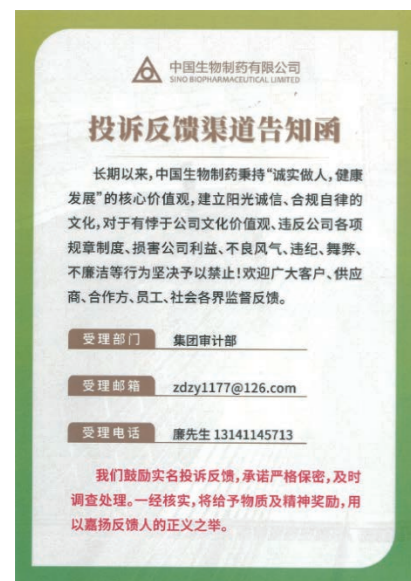 中国生物制药有限公司
SINO BIOPHARMACEUTICAL LIMITED
投诉反馈渠道告知函
长期以来,中国生物制药秉持“诚实做人,健康
发展”的核心价值观,建立阳光诚信、合规自律的
文化,对于有悖于公司文化价值观、违反公司各项
规章制度、损害公司利益、不良风气、违纪、舞弊、
不廉洁等行为坚决予以禁止!欢迎广大客户、供应
商、合作方、员工、社会各界监督反馈。
受理部门 集团审计部
受理邮箱 zdzy1177@126.com
受理电话 廉先生 13141145713
我们鼓励实名投诉反馈,承诺严格保密,及时
调查处理。一经核实,将给予物质及精神奖励,用
以嘉扬反馈人的正义之举。